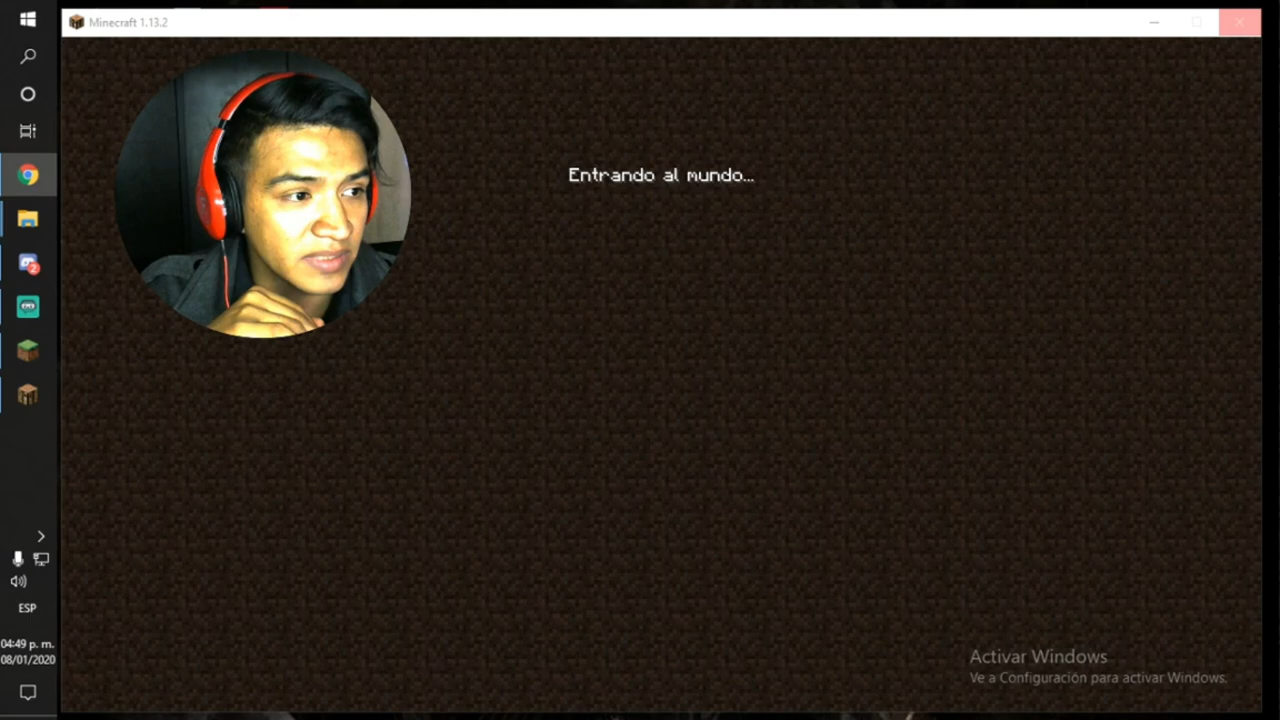 Minecraft 1.13.2
Entrando al mundo...
2
ESP
04:49 p. m.
08/01/2020
Activar Windows
Ve a Configuración para activar Windows.